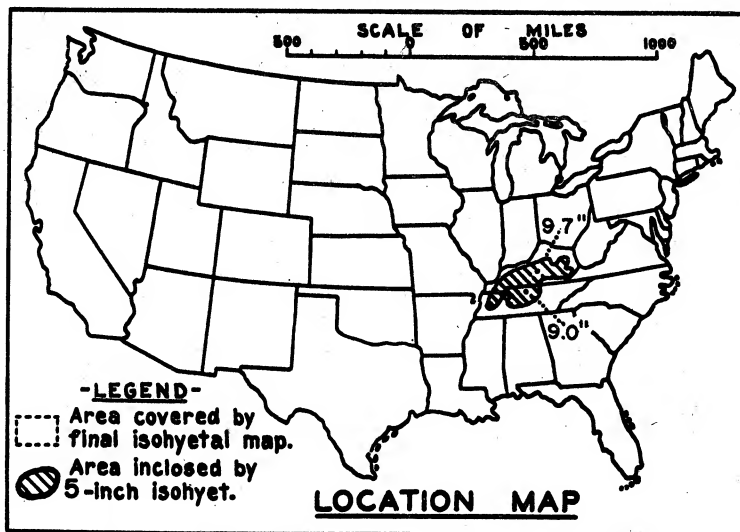 SCALE OF MILES
500 0 500 1000
9.7"
9.0"
-LEGEND-
Area covered by
final isohyetal map.
Area inclosed by
5-inch isohyet.
LOCATION MAP